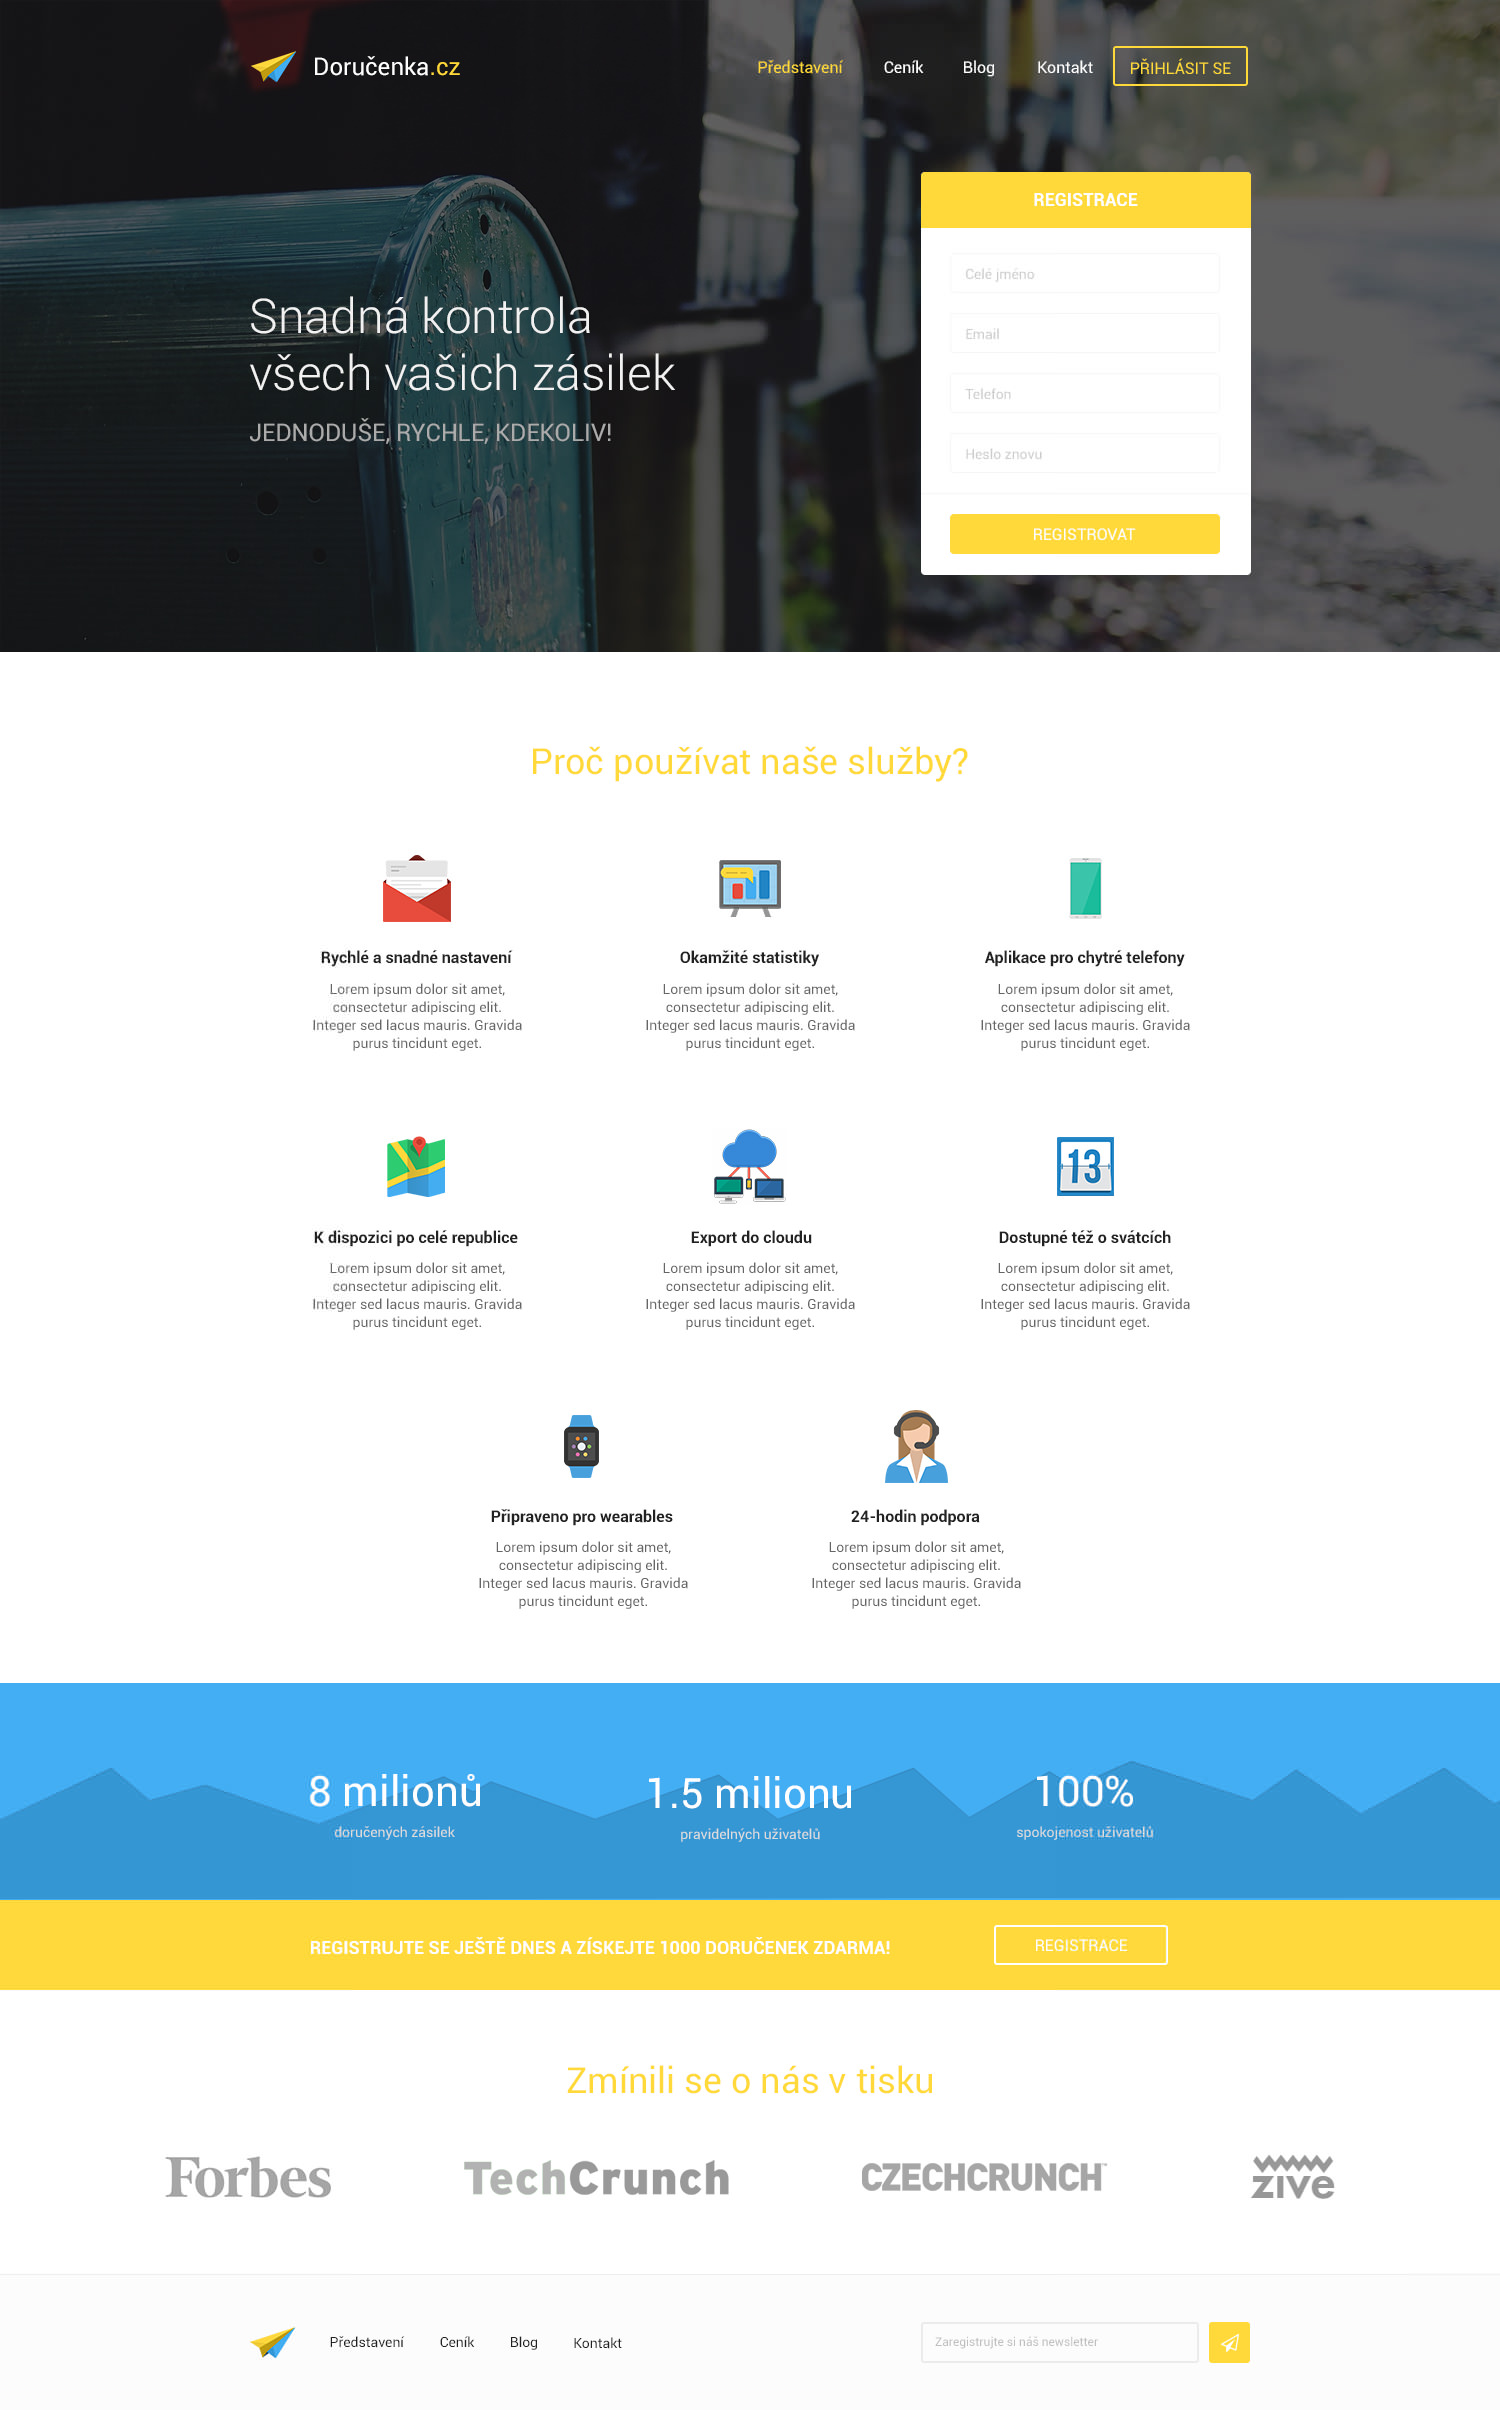 Doručenka.cz
Představení
Ceník
Blog
Kontakt
PŘIHLÁSIT SE
Snadná kontrola
všech vašich zásilek
JEDNODUŠE, RYCHLE, KDEKOLIV!
REGISTRACE
Celé jméno
Email
Telefon
Heslo znovu
REGISTROVAT
Proč používat naše služby?
Rychlé a snadné nastavení
Lorem ipsum dolor sit amet,
consectetur adipiscing elit.
Integer sed lacus mauris. Gravida
purus tincidunt eget.
Okamžité statistiky
Lorem ipsum dolor sit amet,
consectetur adipiscing elit.
Integer sed lacus mauris. Gravida
purus tincidunt eget.
Aplikace pro chytré telefony
Lorem ipsum dolor sit amet,
consectetur adipiscing elit.
Integer sed lacus mauris. Gravida
purus tincidunt eget.
K dispozici po celé republice
Lorem ipsum dolor sit amet,
consectetur adipiscing elit.
Integer sed lacus mauris. Gravida
purus tincidunt eget.
Export do cloudu
Lorem ipsum dolor sit amet,
consectetur adipiscing elit.
Integer sed lacus mauris. Gravida
purus tincidunt eget.
13
Dostupné též o svátcích
Lorem ipsum dolor sit amet,
consectetur adipiscing elit.
Integer sed lacus mauris. Gravida
purus tincidunt eget.
Připraveno pro wearables
Lorem ipsum dolor sit amet,
consectetur adipiscing elit.
Integer sed lacus mauris. Gravida
purus tincidunt eget.
24-hodin podpora
Lorem ipsum dolor sit amet,
consectetur adipiscing elit.
Integer sed lacus mauris. Gravida
purus tincidunt eget.
8 milionů
doručených zásilek
1.5 milionu
pravidelných uživatelů
100%
spokojenost uživatelů
REGISTRUJTE SE JEŠTĚ DNES A ZÍSKEJTE 1000 DORUČENEK ZDARMA!
REGISTRACE
Zmínili se o nás v tisku
Forbes
TechCrunch
CZECHCRUNCH™
zive
Představení
Ceník
Blog
Kontakt
Zaregistrujte si náš newsletter